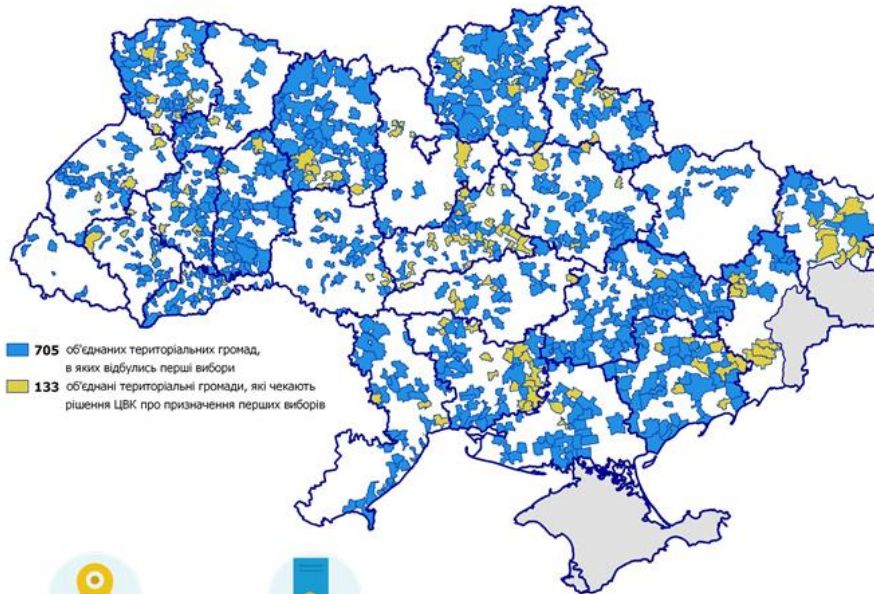 705 об'єднаних територіальних громад,
в яких відбулись перші вибори
133 об'єднані територіальні громади, які чекають
рішення ЦВК про призначення перших виборів